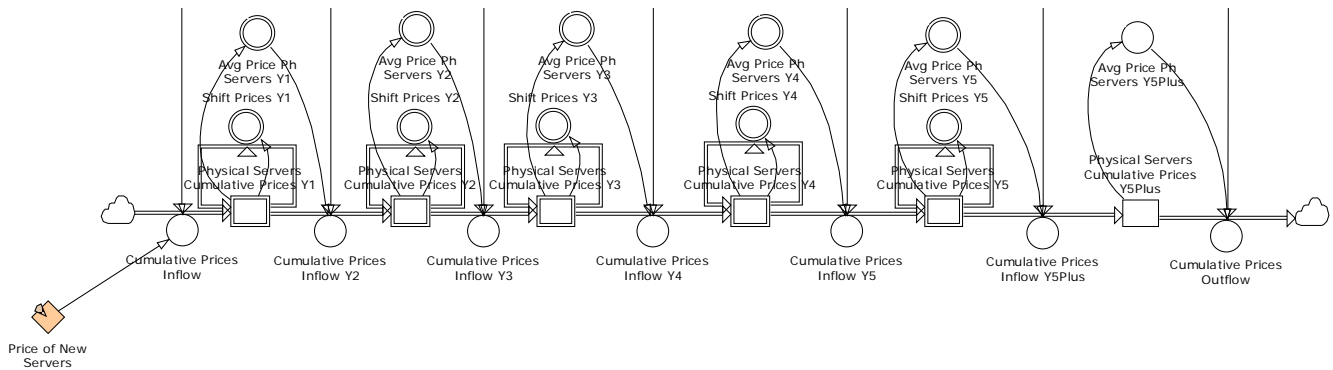 Avg Price Ph
Servers Y1
Shift Prices Y1
Physical Servers
Cumulative Prices Y1
Avg Price Ph
Servers Y2
Shift Prices Y2
Physical Servers
Cumulative Prices Y2
Avg Price Ph
Servers Y3
Shift Prices Y3
Physical Servers
Cumulative Prices Y3
Avg Price Ph
Servers Y4
Shift Prices Y4
Physical Servers
Cumulative Prices Y4
Avg Price Ph
Servers Y5
Shift Prices Y5
Physical Servers
Cumulative Prices Y5
Avg Price Ph
Servers Y5Plus
Physical Servers
Cumulative Prices
Y5Plus
Cumulative Prices
Inflow
Cumulative Prices
Inflow Y2
Cumulative Prices
Inflow Y3
Cumulative Prices
Inflow Y4
Cumulative Prices
Inflow Y5
Cumulative Prices
Inflow Y5Plus
Cumulative Prices
Outflow
Price of New
Servers